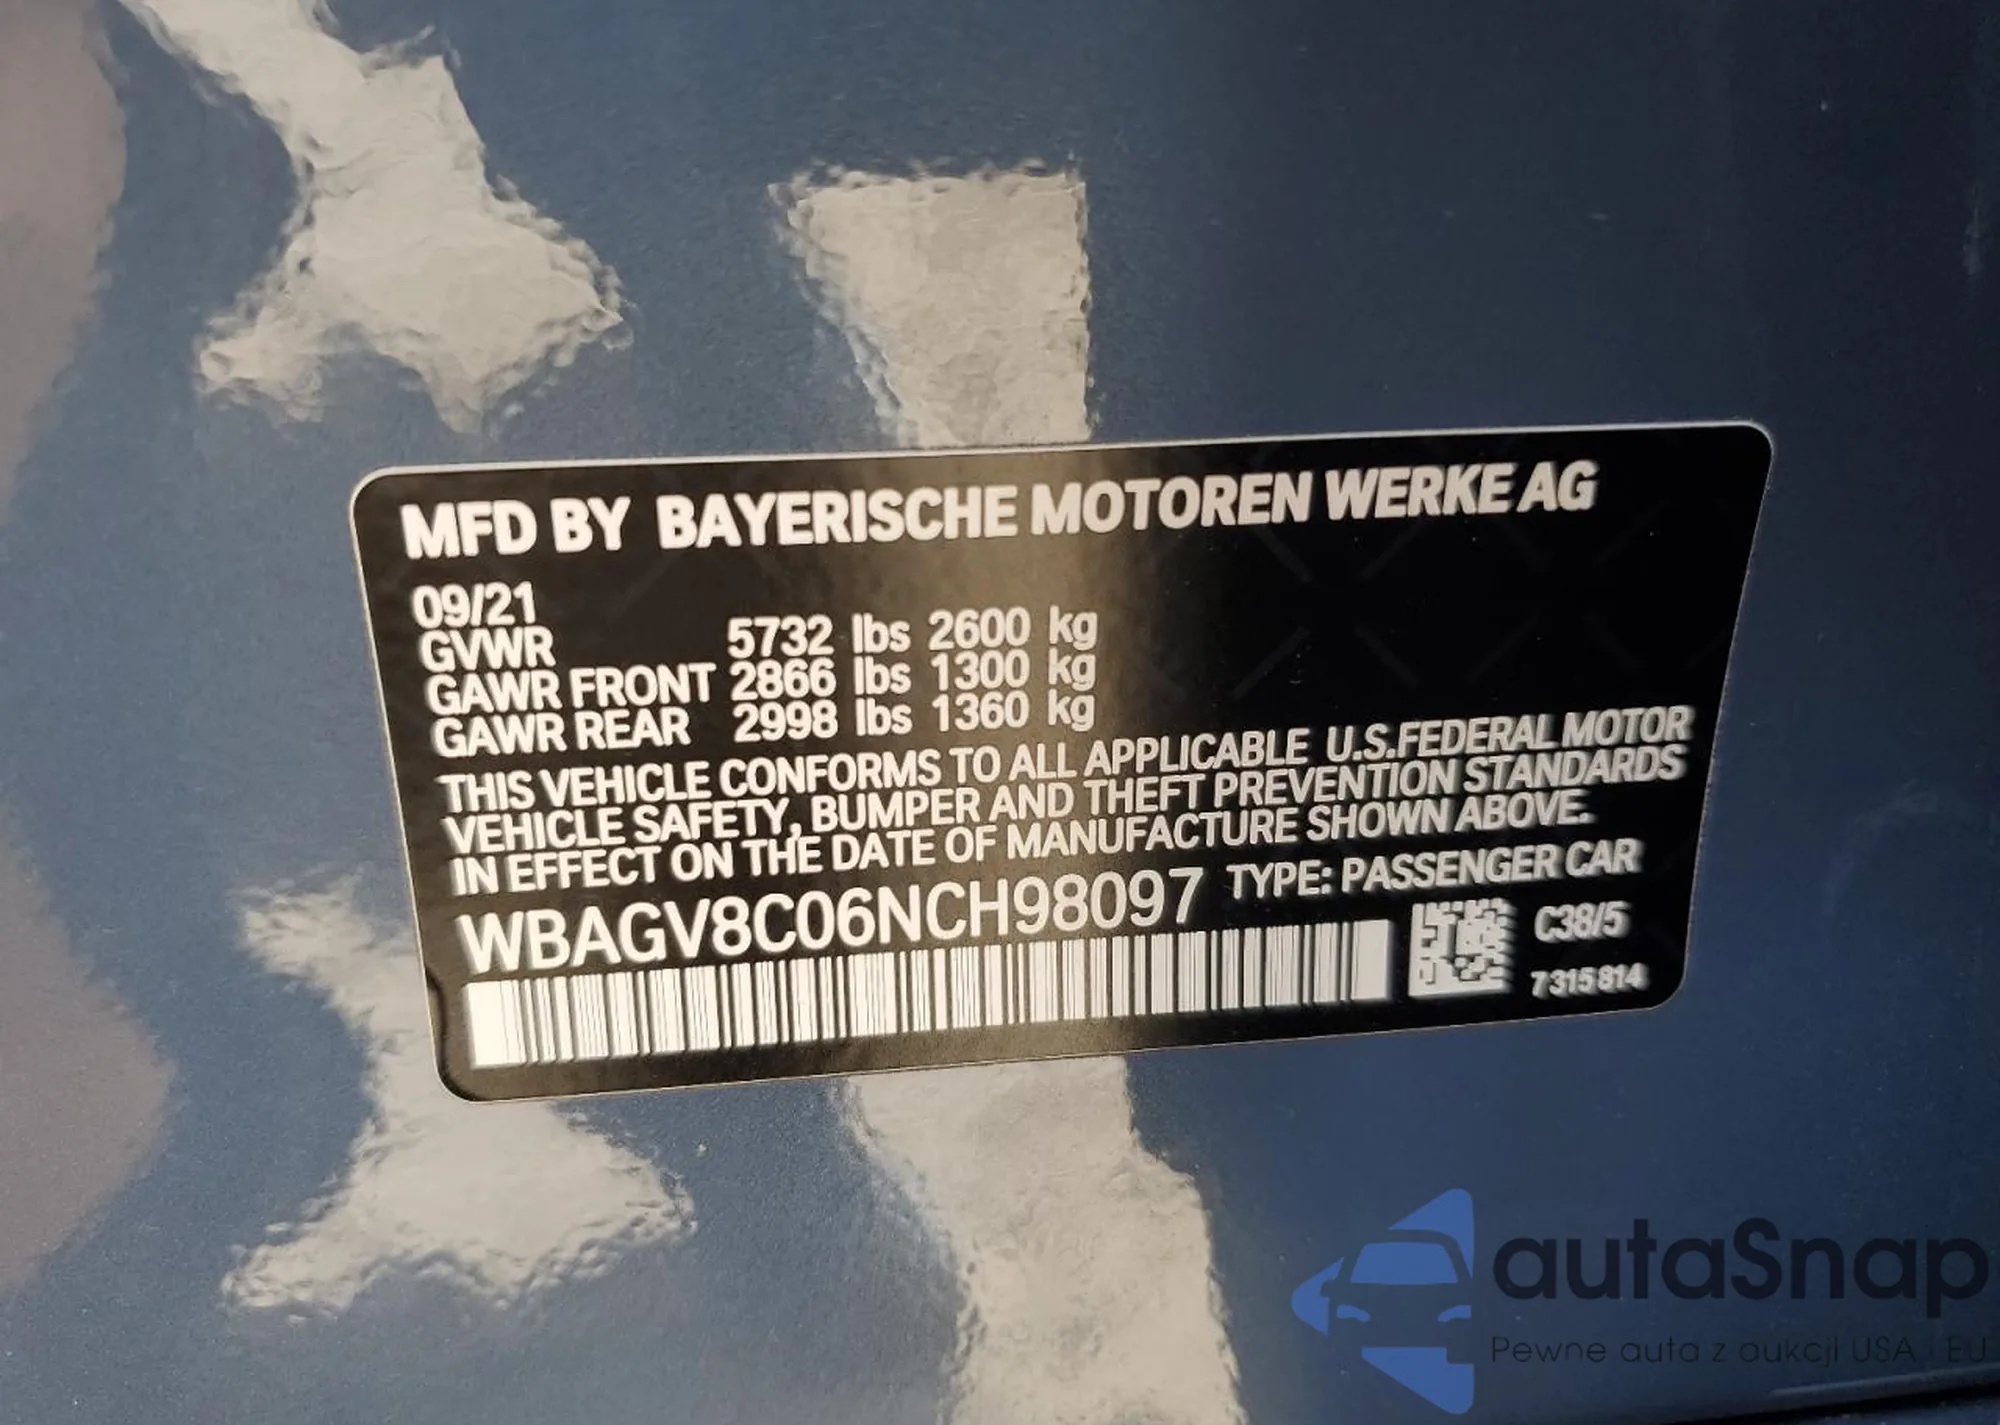 MFD BY BAYERISCHE MOTOREN WERKE AG
09/21
GVWR 5732 lbs 2600 kg
GAWR FRONT 2866 lbs 1300 kg
GAWR REAR 2998 lbs 1360 kg
THIS VEHICLE CONFORMS TO ALL APPLICABLE U.S.FEDERAL MOTOR
VEHICLE SAFETY, BUMPER AND THEFT PREVENTION STANDARDS
IN EFFECT ON THE DATE OF MANUFACTURE SHOWN ABOVE.
WBAGV8C06NCH98097 TYPE: PASSENGER CAR
C38/5
7315814
autaSnap
Pewne auta z aukcji USA i EU